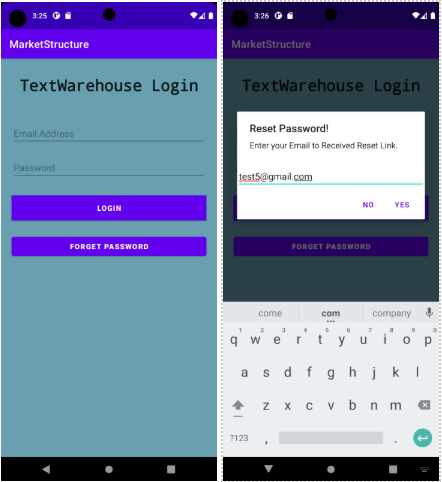 3:25
MarketStructure
TextWarehouse Login
Email Address
Password
LOGIN
FORGET PASSWORD
3:26
MarketStructure
TextWarehouse Login
Reset Password!
Enter your Email to Received Reset Link.
test5@gmail.com
NO YES
FORGET PASSWORD
come com company
1 2 3 4 5 6 7 8 9 0
q w e r t y u i o p
a s d f g h j k l
z x c v b n m
?123 , .